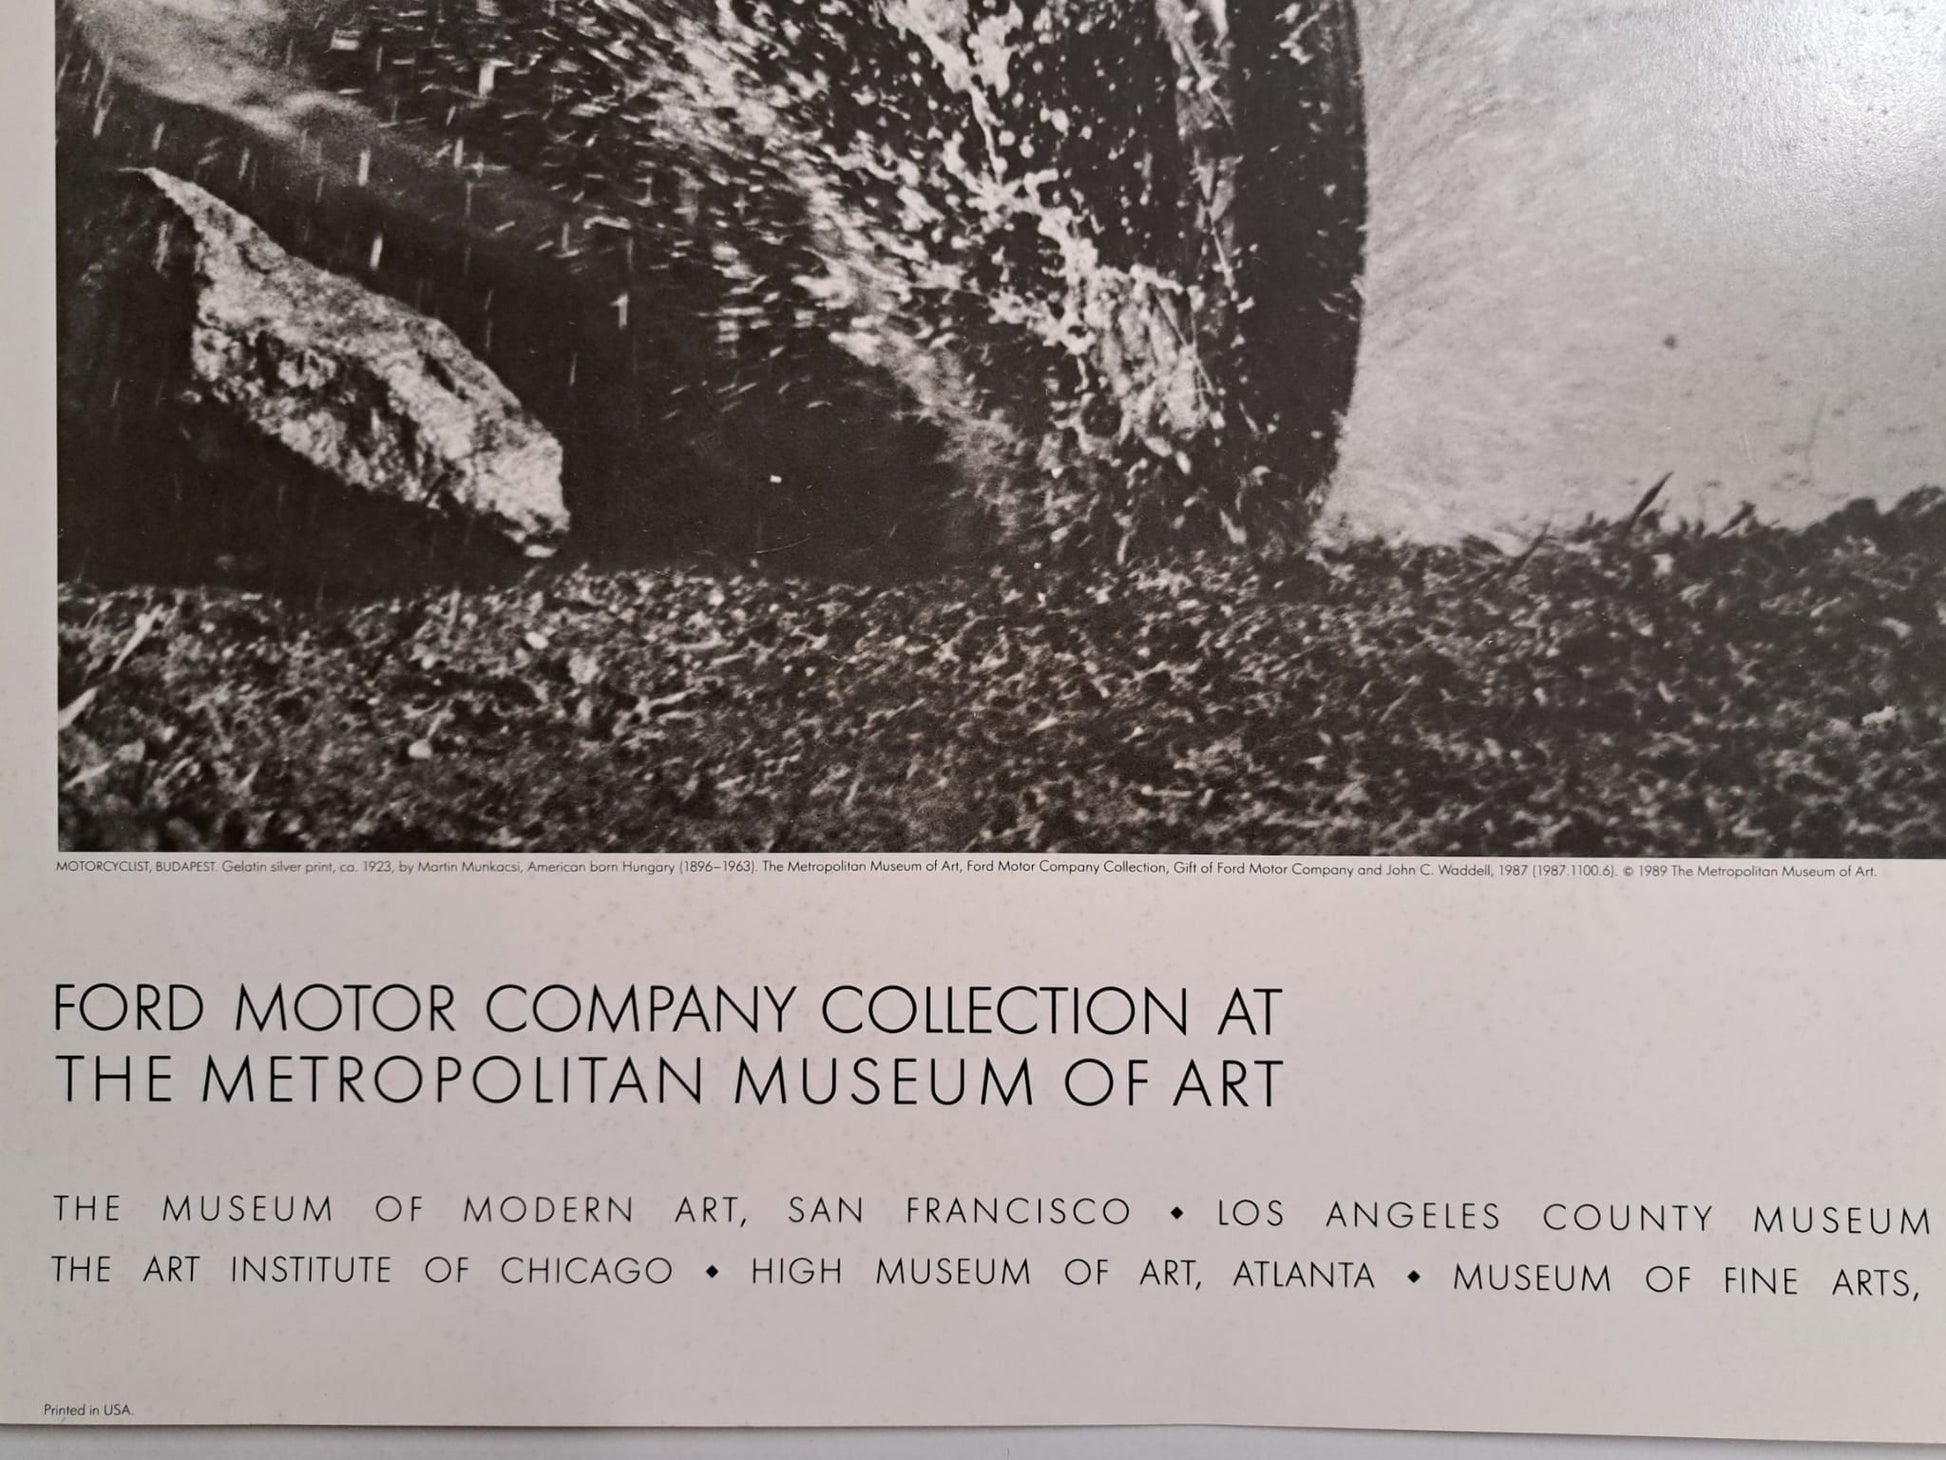 MOTORCYCLIST, BUDAPEST. Gelatin silver print, ca. 1923, by Martin Munkacsi, American born Hungary (1896–1963). The Metropolitan Museum of Art, Ford Motor Company Collection, Gift of Ford Motor Company and John C. Waddell, 1987 (1987.1100.6). © 1989 The Metropolitan Museum of Art.
FORD MOTOR COMPANY COLLECTION AT
THE METROPOLITAN MUSEUM OF ART
THE MUSEUM OF MODERN ART, SAN FRANCISCO ◆ LOS ANGELES COUNTY MUSEUM
THE ART INSTITUTE OF CHICAGO ◆ HIGH MUSEUM OF ART, ATLANTA ◆ MUSEUM OF FINE ARTS,
Printed in USA.